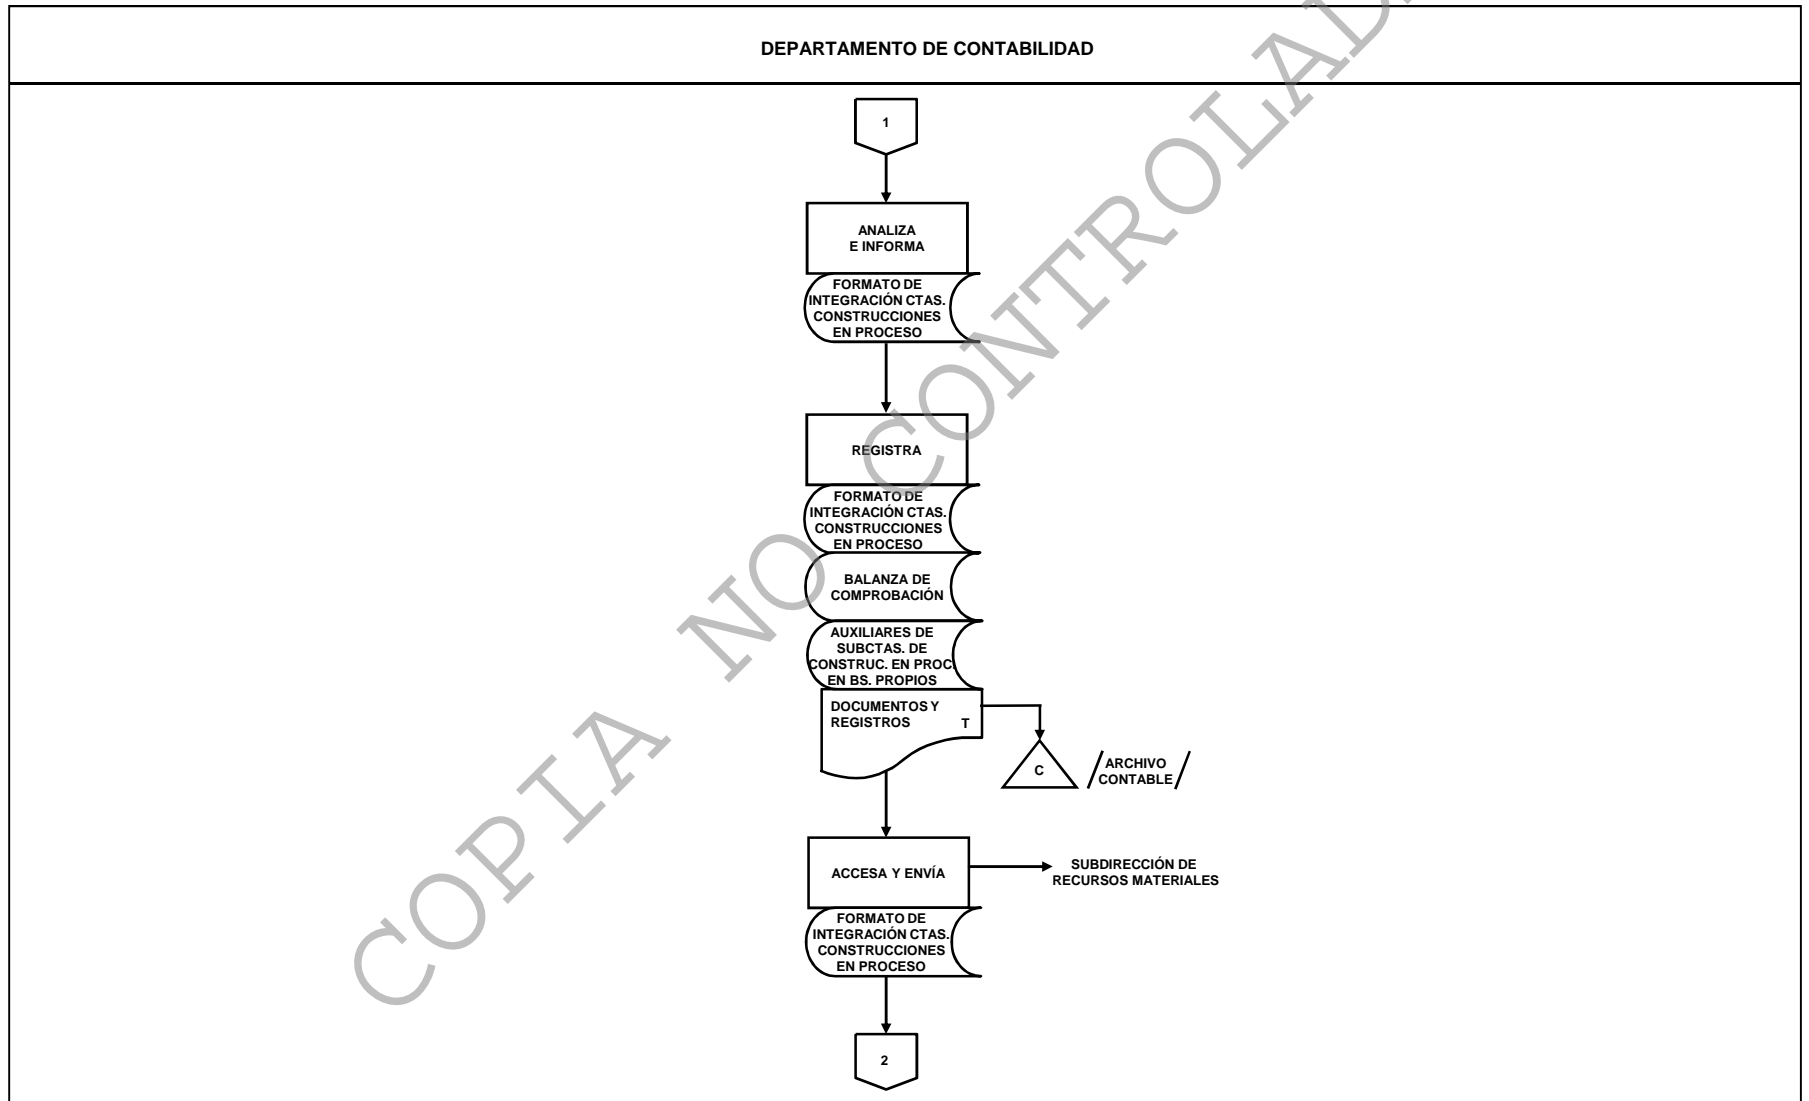 DEPARTAMENTO DE CONTABILIDAD
1
ANALIZA
E INFORMA
FORMATO DE
INTEGRACIÓN CTAS.
CONSTRUCCIONES
EN PROCESO
REGISTRA
FORMATO DE
INTEGRACIÓN CTAS.
CONSTRUCCIONES
EN PROCESO
BALANZA DE
COMPROBACIÓN
AUXILIARES DE
SUBCTAS. DE
CONSTRUC. EN PROC.
EN BS. PROPIOS
DOCUMENTOS Y
REGISTROS T
C
/ARCHIVO
CONTABLE/
ACCESA Y ENVÍA
SUBDIRECCIÓN DE
RECURSOS MATERIALES
FORMATO DE
INTEGRACIÓN CTAS.
CONSTRUCCIONES
EN PROCESO
2
COPIA NO CONTROLAD